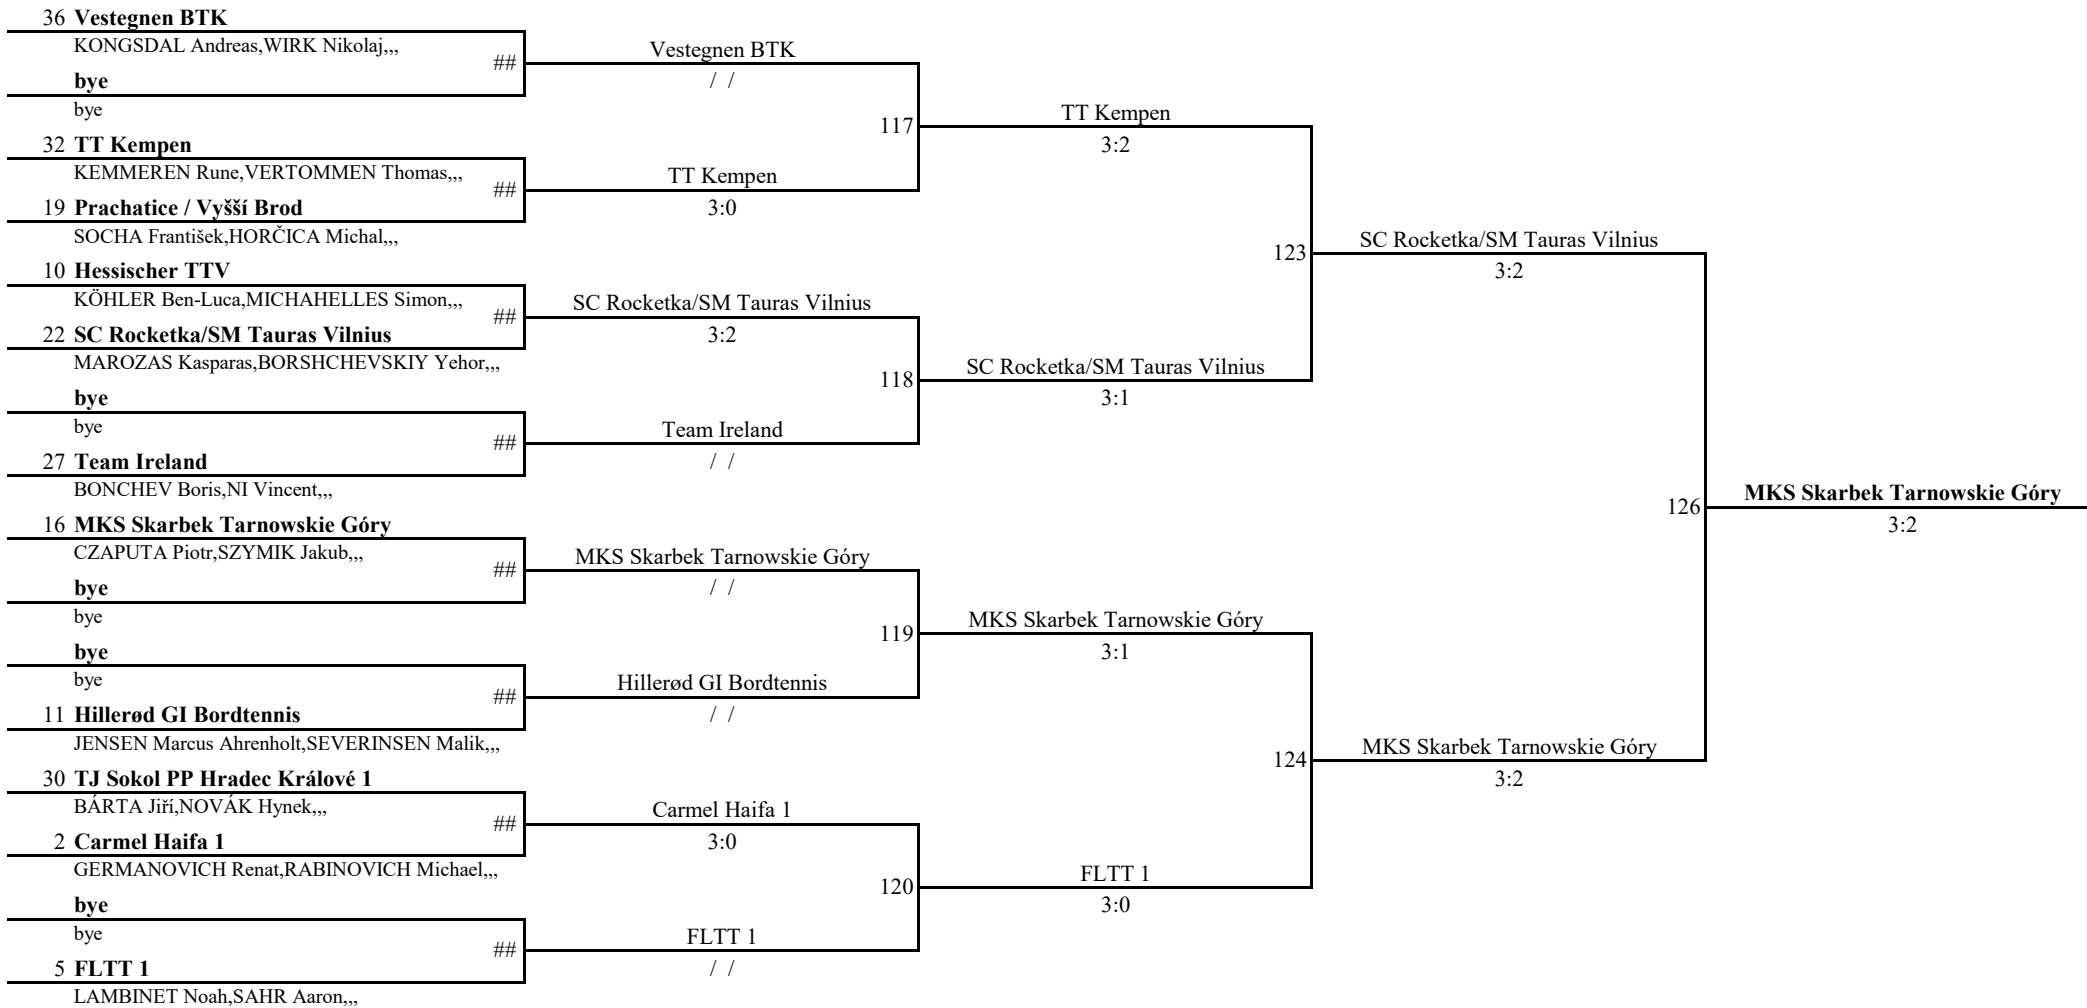 36 Vestegnen BTK
KONGSDAL Andreas,WIRK Nikolaj,,,
##
bye
bye
32 TT Kempen
KEMMEREN Rune,VERTOMMEN Thomas,,,
##
19 Prachatice / Vyšší Brod
SOCHA František,HORČICA Michal,,,
10 Hessischer TTV
KÖHLER Ben-Luca,MICHAHELLES Simon,,,
##
22 SC Rocketka/SM Tauras Vilnius
MAROZAS Kasparas,BORSHCHEVSKIY Yehor,,,
bye
bye
##
27 Team Ireland
BONCHEV Boris,NI Vincent,,,
16 MKS Skarbek Tarnowskie Góry
CZAPUTA Piotr,SZYMIK Jakub,,,
##
bye
bye
bye
bye
##
11 Hillerød GI Bordtennis
JENSEN Marcus Ahrenholt,SEVERINSEN Malik,,,
30 TJ Sokol PP Hradec Králové 1
BÁRTA Jiří,NOVÁK Hynek,,,
##
2 Carmel Haifa 1
GERMANOVICH Renat,RABINOVICH Michael,,,
bye
bye
##
5 FLTT 1
LAMBINET Noah,SAHR Aaron,,,
Vestegnen BTK
/ /
117
TT Kempen
3:0
SC Rocketka/SM Tauras Vilnius
3:2
118
Team Ireland
/ /
MKS Skarbek Tarnowskie Góry
/ /
119
Hillerød GI Bordtennis
/ /
Carmel Haifa 1
3:0
120
FLTT 1
/ /
TT Kempen
3:2
123
SC Rocketka/SM Tauras Vilnius
3:1
MKS Skarbek Tarnowskie Góry
3:1
124
FLTT 1
3:0
SC Rocketka/SM Tauras Vilnius
3:2
126
MKS Skarbek Tarnowskie Góry
3:2
MKS Skarbek Tarnowskie Góry
3:2